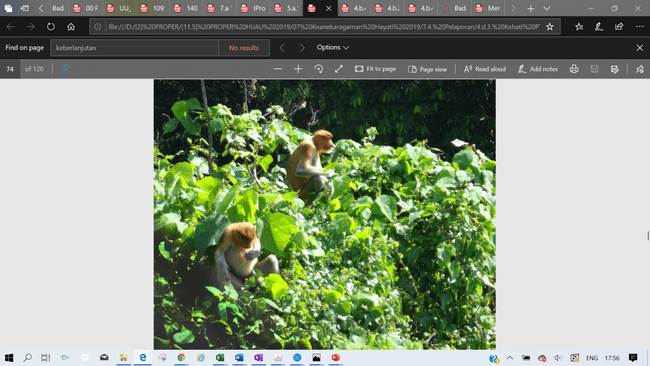 Bad
00 F
UU_
109
140
7.a.
IPro
5.a.
4.b.
4.b.
4.b.
Bad
Mer
file:///D:/[2]%20PROPER/[11.5]%20PROPER%20HIJAU%202019/07%20Keanekaragaman%20Hayati%202019/7.4.%20Pelaporan/4.d.3.%20Kehati%20P
Find on page
keberlanjutan
No results
Options
74 of 126
Fit to page
Page view
Read aloud
Add notes
ENG
17:56